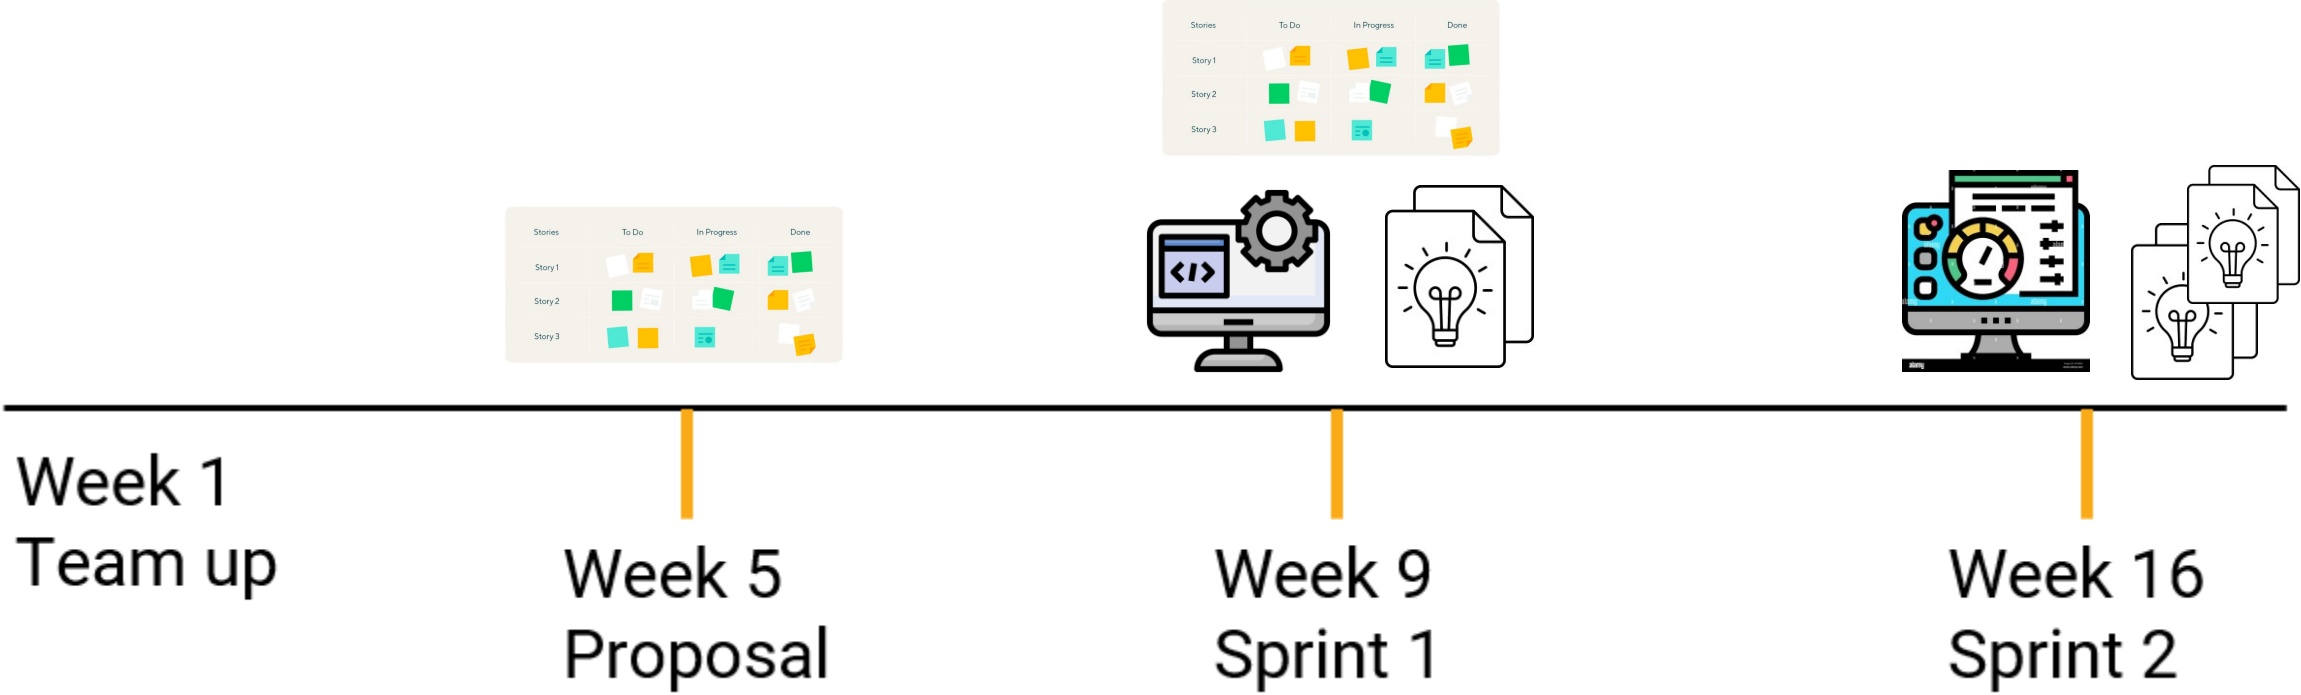 Stories To Do In Progress Done
Story 1
Story 2
Story 3
Stories To Do In Progress Done
Story 1
Story 2
Story 3
</>
alamy
Week 1
Team up
Week 5
Proposal
Week 9
Sprint 1
Week 16
Sprint 2